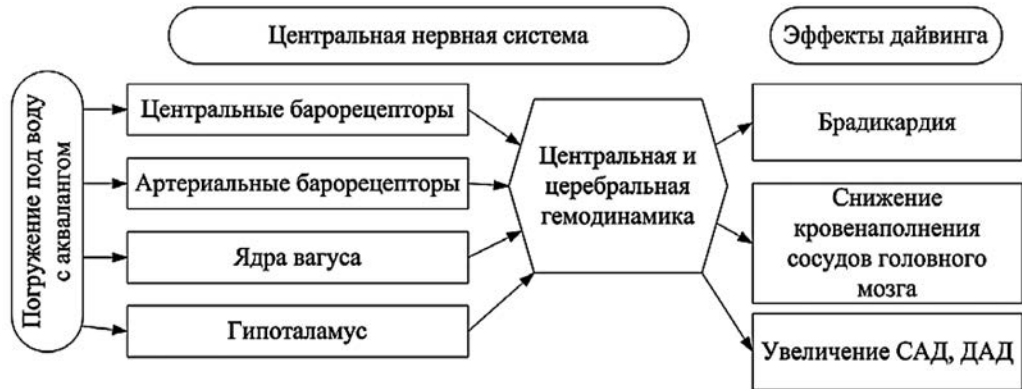 Центральная нервная система
Эффекты дайвинга
Погружение под воду
с аквалангом
Центральные барорецепторы
Артериальные барорецепторы
Ядра вагуса
Гипоталамус
Центральная и
церебральная
гемодинамика
Брадикардия
Снижение
кровенаполнения
сосудов головного
мозга
Увеличение САД, ДАД